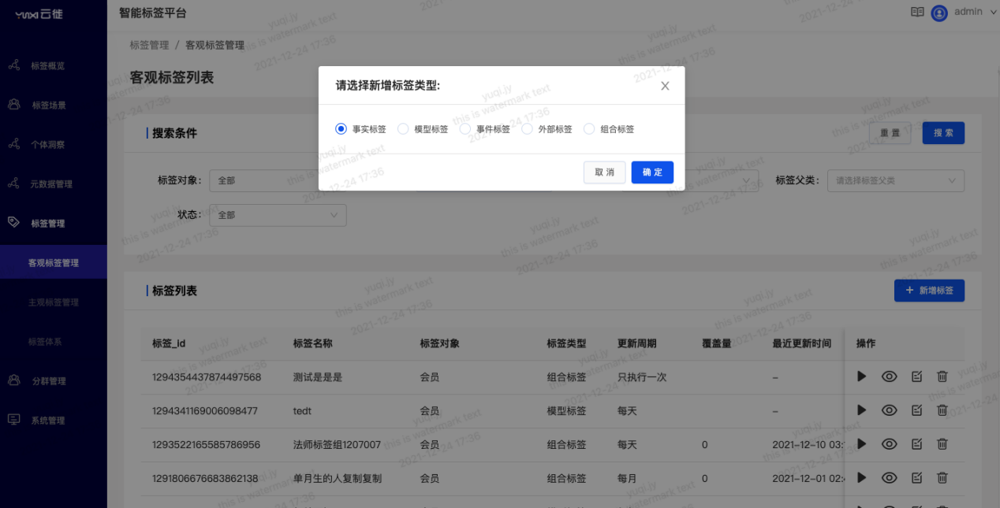 yunxi云徙
智能标签平台
admin
标签管理 / 客观标签管理
客观标签列表
标签概览
标签场景
个体洞察
元数据管理
标签管理
客观标签管理
主观标签管理
标签体系
分群管理
系统管理
请选择新增标签类型:
事实标签 模型标签 事件标签 外部标签 组合标签
取消 确定
搜索条件
重置 搜索
标签对象: 全部
标签父类: 请选择标签父类
状态: 全部
标签列表
+ 新增标签
标签_id 标签名称 标签对象 标签类型 更新周期 覆盖量 最近更新时间 操作
1294354437874497568 测试是是是 会员 组合标签 只执行一次 –
1294341169006098477 tedt 会员 模型标签 每天 –
1293522165585786956 法师标签组1207007 会员 组合标签 每天 0 2021-12-10 03:
1291806676683862138 单月生的人复制复制 会员 组合标签 每月 0 2021-12-01 02:
yuqi.jy
this is watermark text
2021-12-24 17:36